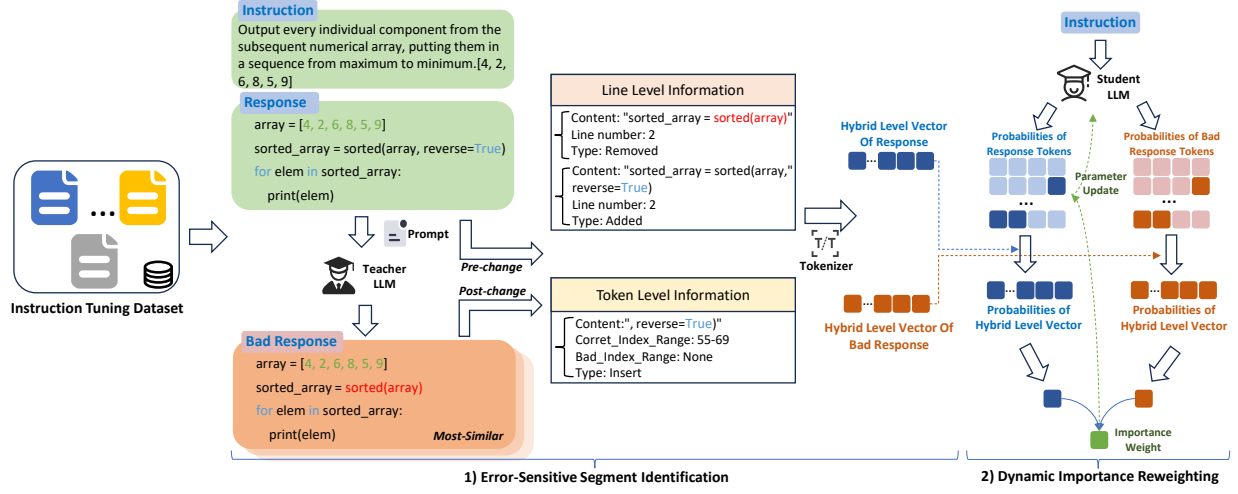 Instruction
Output every individual component from the
subsequent numerical array, putting them in
a sequence from maximum to minimum.[4, 2,
6, 8, 5, 9]
Response
array = [4, 2, 6, 8, 5, 9]
sorted_array = sorted(array, reverse=True)
for elem in sorted_array:
print(elem)
...
Instruction Tuning Dataset
Prompt
Teacher
LLM
Pre-change
Post-change
Bad Response
array = [4, 2, 6, 8, 5, 9]
sorted_array = sorted(array)
for elem in sorted_array:
print(elem)
Most-Similar
Line Level Information
Content: "sorted_array = sorted(array)"
Line number: 2
Type: Removed
Content: "sorted_array = sorted(array,"
reverse=True)
Line number: 2
Type: Added
Token Level Information
Content:", reverse=True)"
Corret_Index_Range: 55-69
Bad_Index_Range: None
Type: Insert
T/T
Tokenizer
Hybrid Level Vector
Of Response
...
...
Hybrid Level Vector Of
Bad Response
1) Error-Sensitive Segment Identification
Instruction
Student
LLM
Probabilities of
Response Tokens
...
Probabilities of Bad
Response Tokens
...
Parameter
Update
...
Probabilities of
Hybrid Level Vector
...
Probabilities of
Hybrid Level Vector
Importance
Weight
2) Dynamic Importance Reweighting